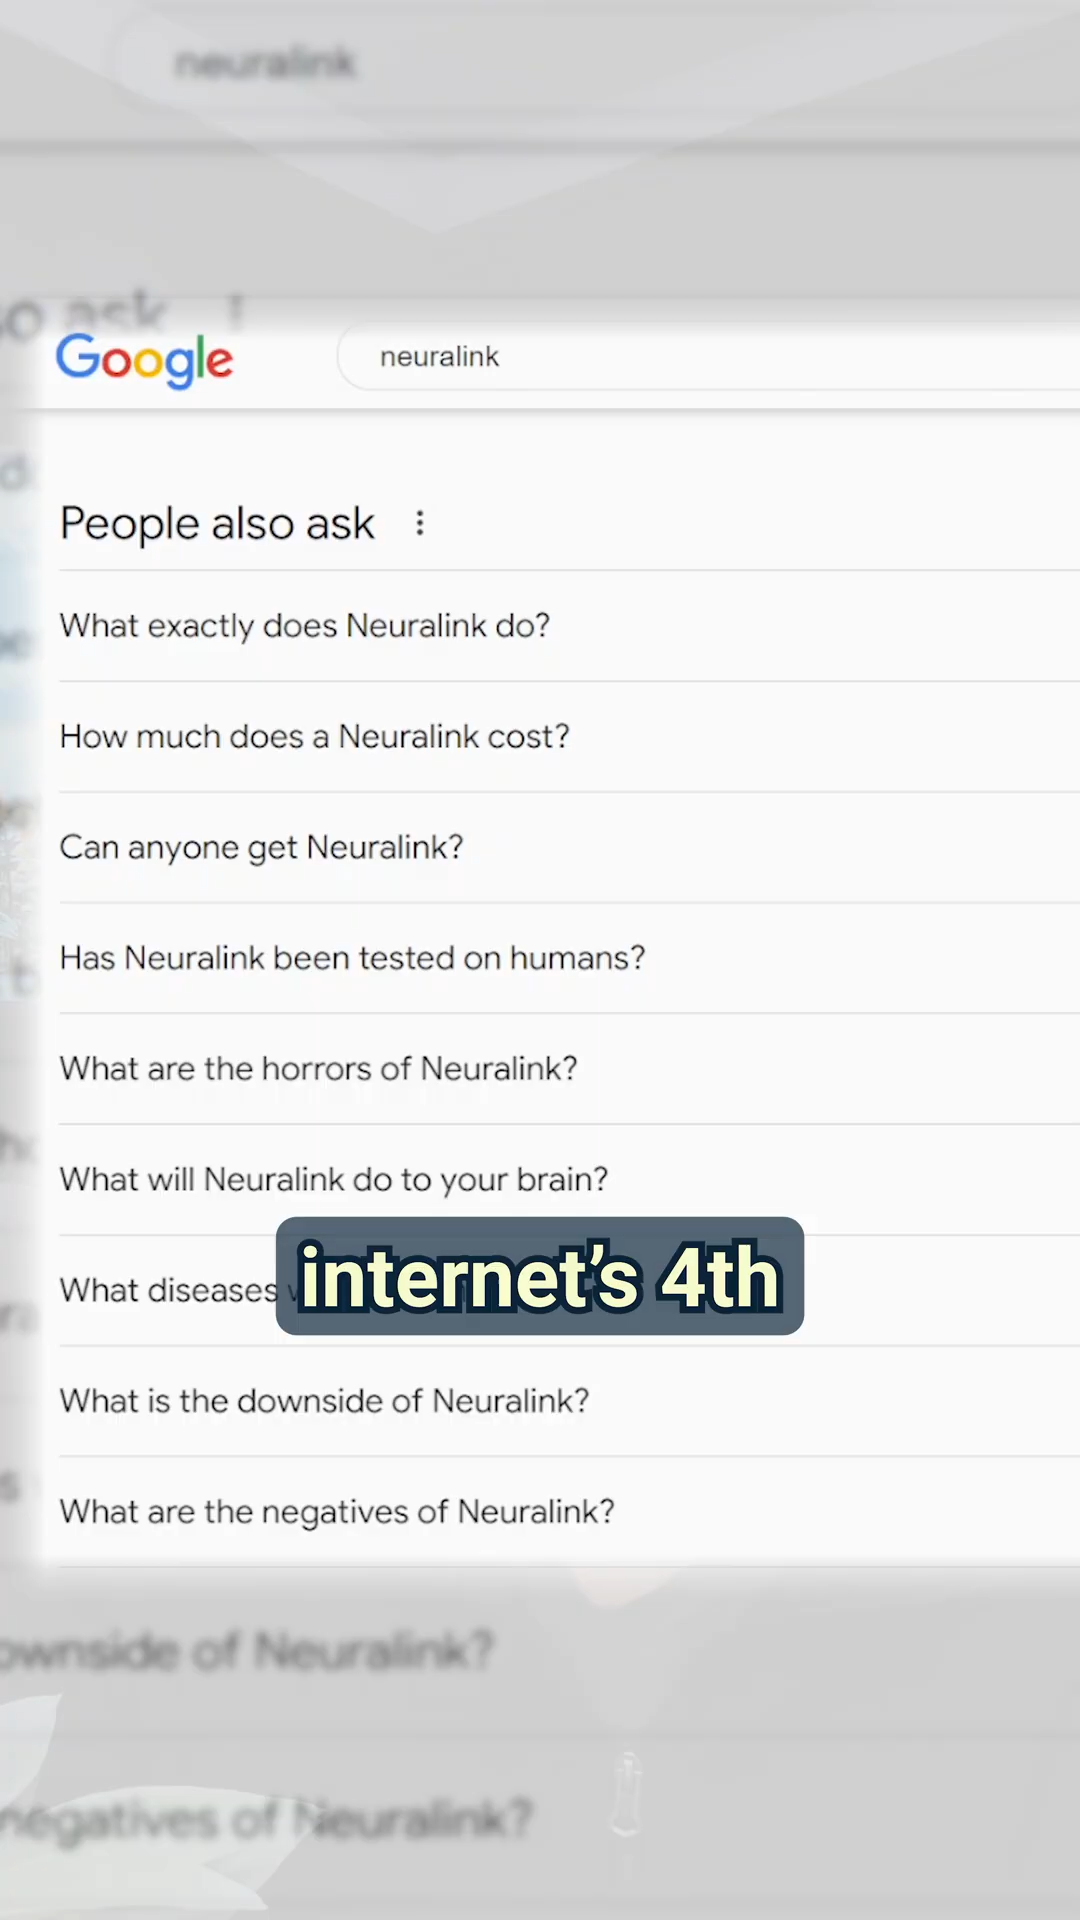 neuralink
so ask
Google
neuralink
People also ask
What exactly does Neuralink do?
How much does a Neuralink cost?
Can anyone get Neuralink?
Has Neuralink been tested on humans?
What are the horrors of Neuralink?
What will Neuralink do to your brain?
What diseases
internet’s 4th
What is the downside of Neuralink?
What are the negatives of Neuralink?
ownside of Neuralink?
negatives of Neuralink?